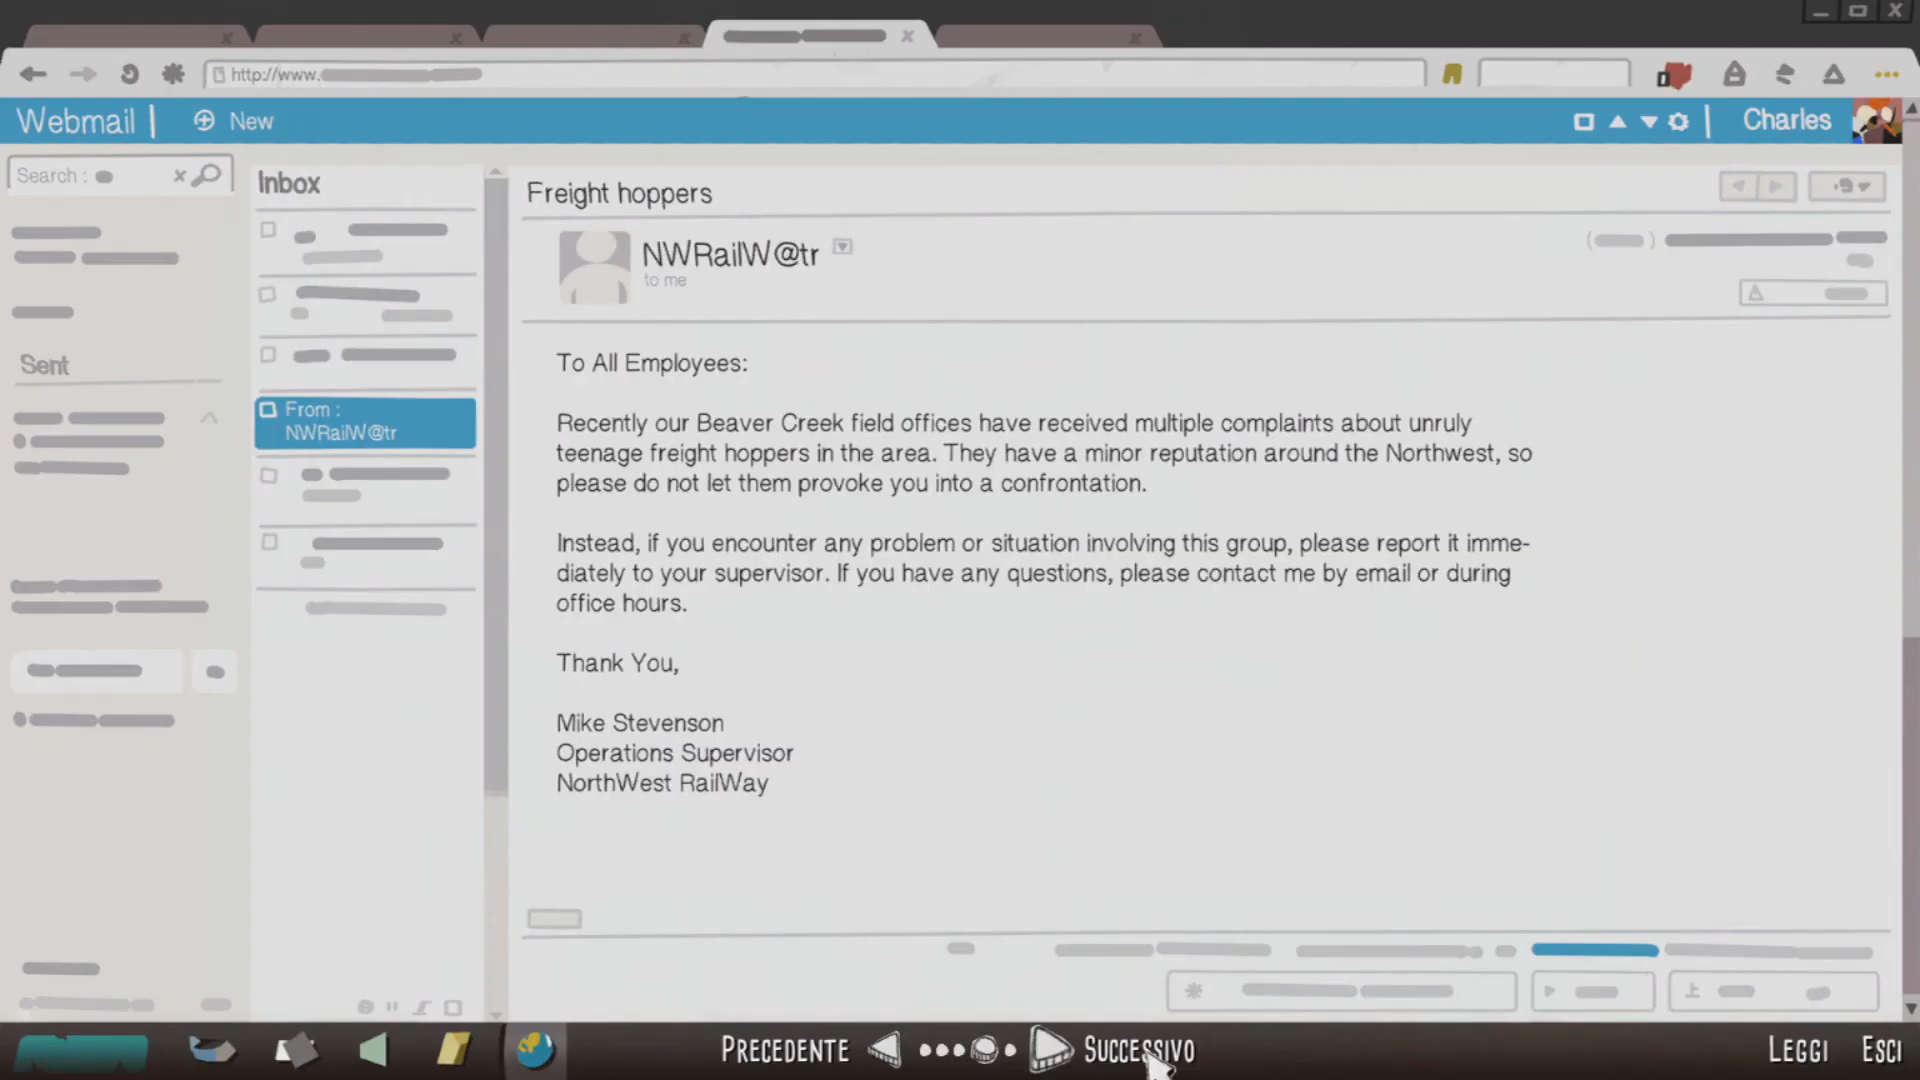 http://www.
Webmail
New
Charles
Search :
Inbox
Freight hoppers
NWRailW@tr
to me
Sent
From :
NWRailW@tr
To All Employees:
Recently our Beaver Creek field offices have received multiple complaints about unruly
teenage freight hoppers in the area. They have a minor reputation around the Northwest, so
please do not let them provoke you into a confrontation.
Instead, if you encounter any problem or situation involving this group, please report it imme-
diately to your supervisor. If you have any questions, please contact me by email or during
office hours.
Thank You,
Mike Stevenson
Operations Supervisor
NorthWest RailWay
Precedente
Successivo
Leggi
Esci